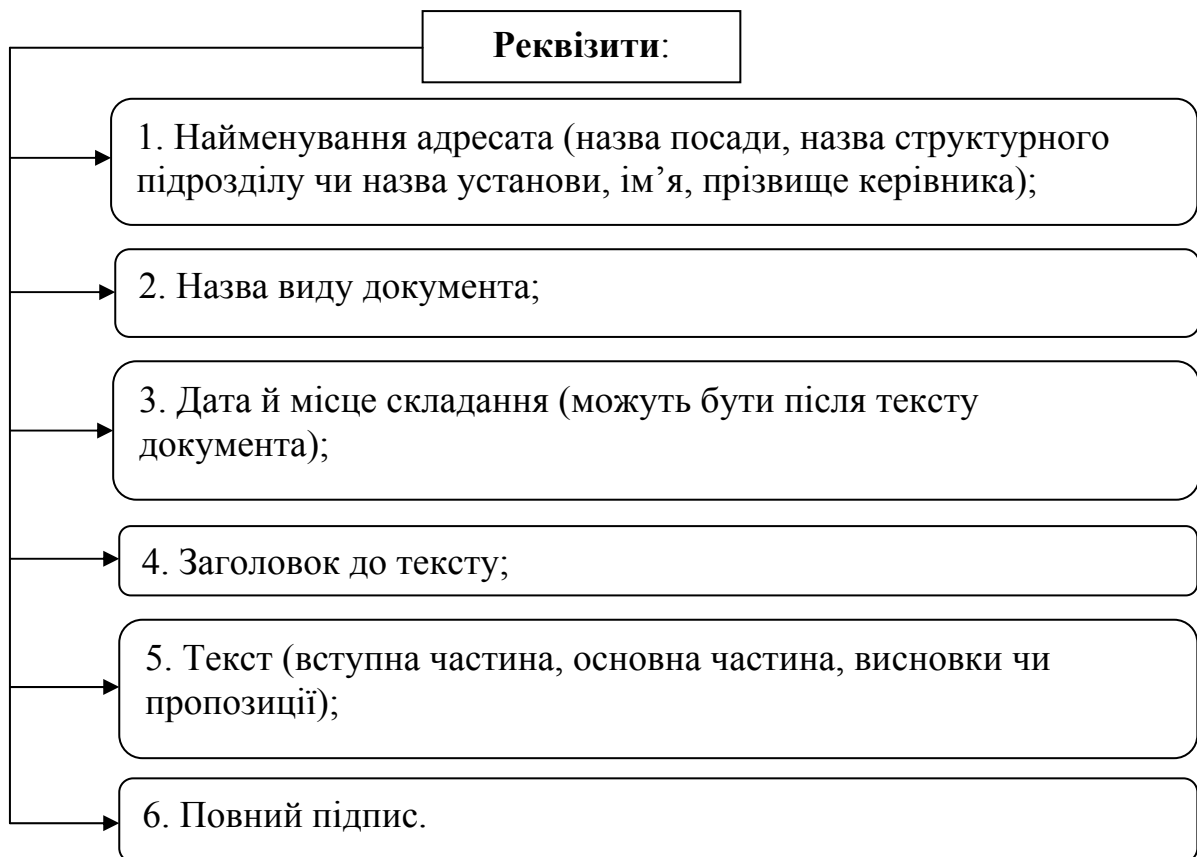 Реквізити:
1. Найменування адресата (назва посади, назва структурного
підрозділу чи назва установи, ім’я, прізвище керівника);
2. Назва виду документа;
3. Дата й місце складання (можуть бути після тексту
документа);
4. Заголовок до тексту;
5. Текст (вступна частина, основна частина, висновки чи
пропозиції);
6. Повний підпис.